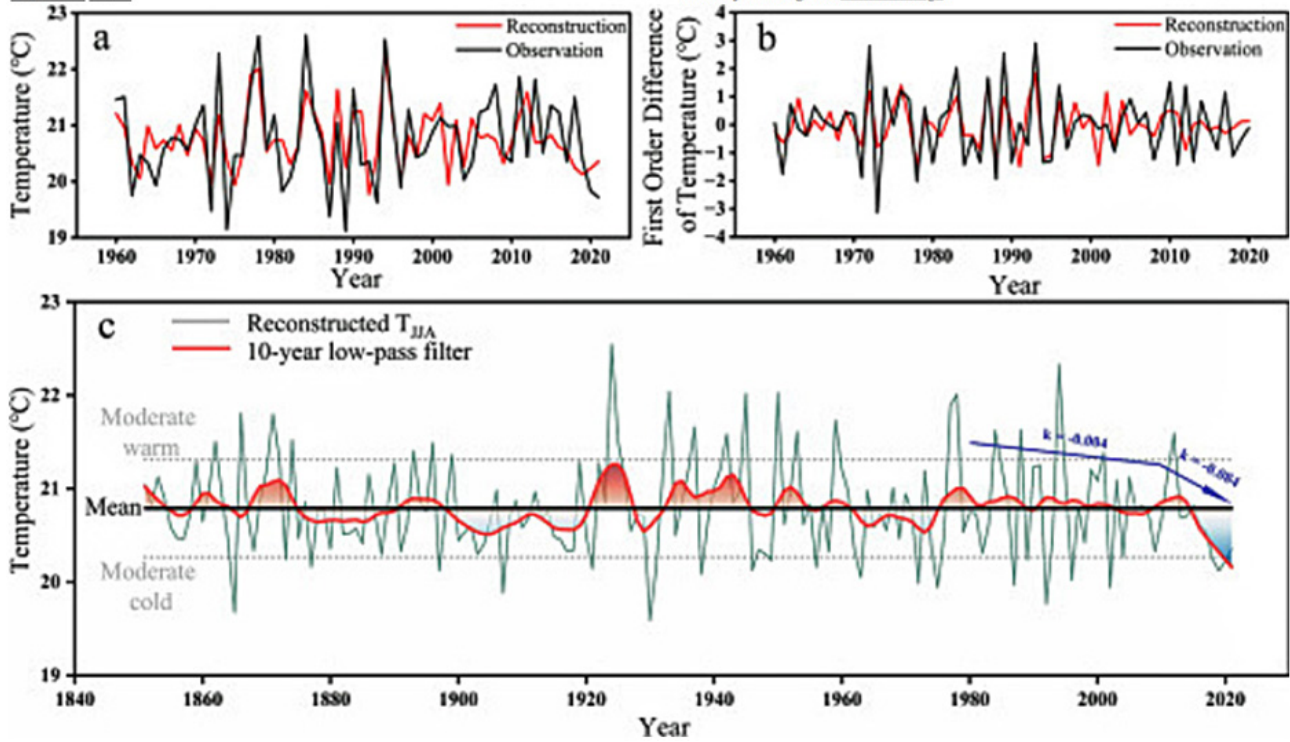 a
Reconstruction
Observation
Temperature (℃)
23
22
21
20
19
1960 1970 1980 1990 2000 2010 2020
Year
b
Reconstruction
Observation
First Order Difference
of Temperature (℃)
4
3
2
1
0
−1
−2
−3
−4
1960 1970 1980 1990 2000 2010 2020
Year
c
Reconstructed TJJA
10-year low-pass filter
Temperature (℃)
23
22
21
20
19
Moderate
warm
Mean
Moderate
cold
k = -0.004
k = -0.084
1840 1860 1880 1900 1920 1940 1960 1980 2000 2020
Year